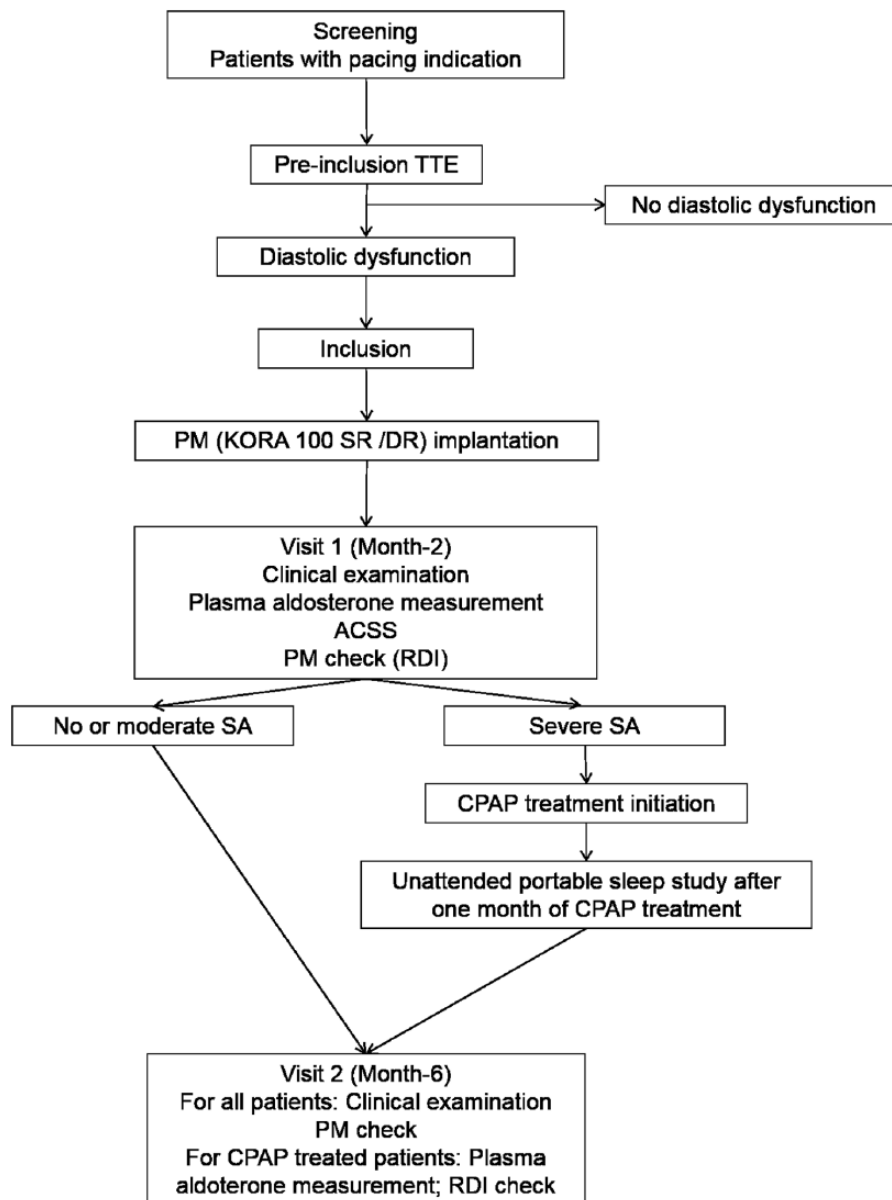 Screening
Patients with pacing indication
Pre-inclusion TTE
No diastolic dysfunction
Diastolic dysfunction
Inclusion
PM (KORA 100 SR /DR) implantation
Visit 1 (Month-2)
Clinical examination
Plasma aldosterone measurement
ACSS
PM check (RDI)
No or moderate SA
Severe SA
CPAP treatment initiation
Unattended portable sleep study after
one month of CPAP treatment
Visit 2 (Month-6)
For all patients: Clinical examination
PM check
For CPAP treated patients: Plasma
aldoterone measurement; RDI check